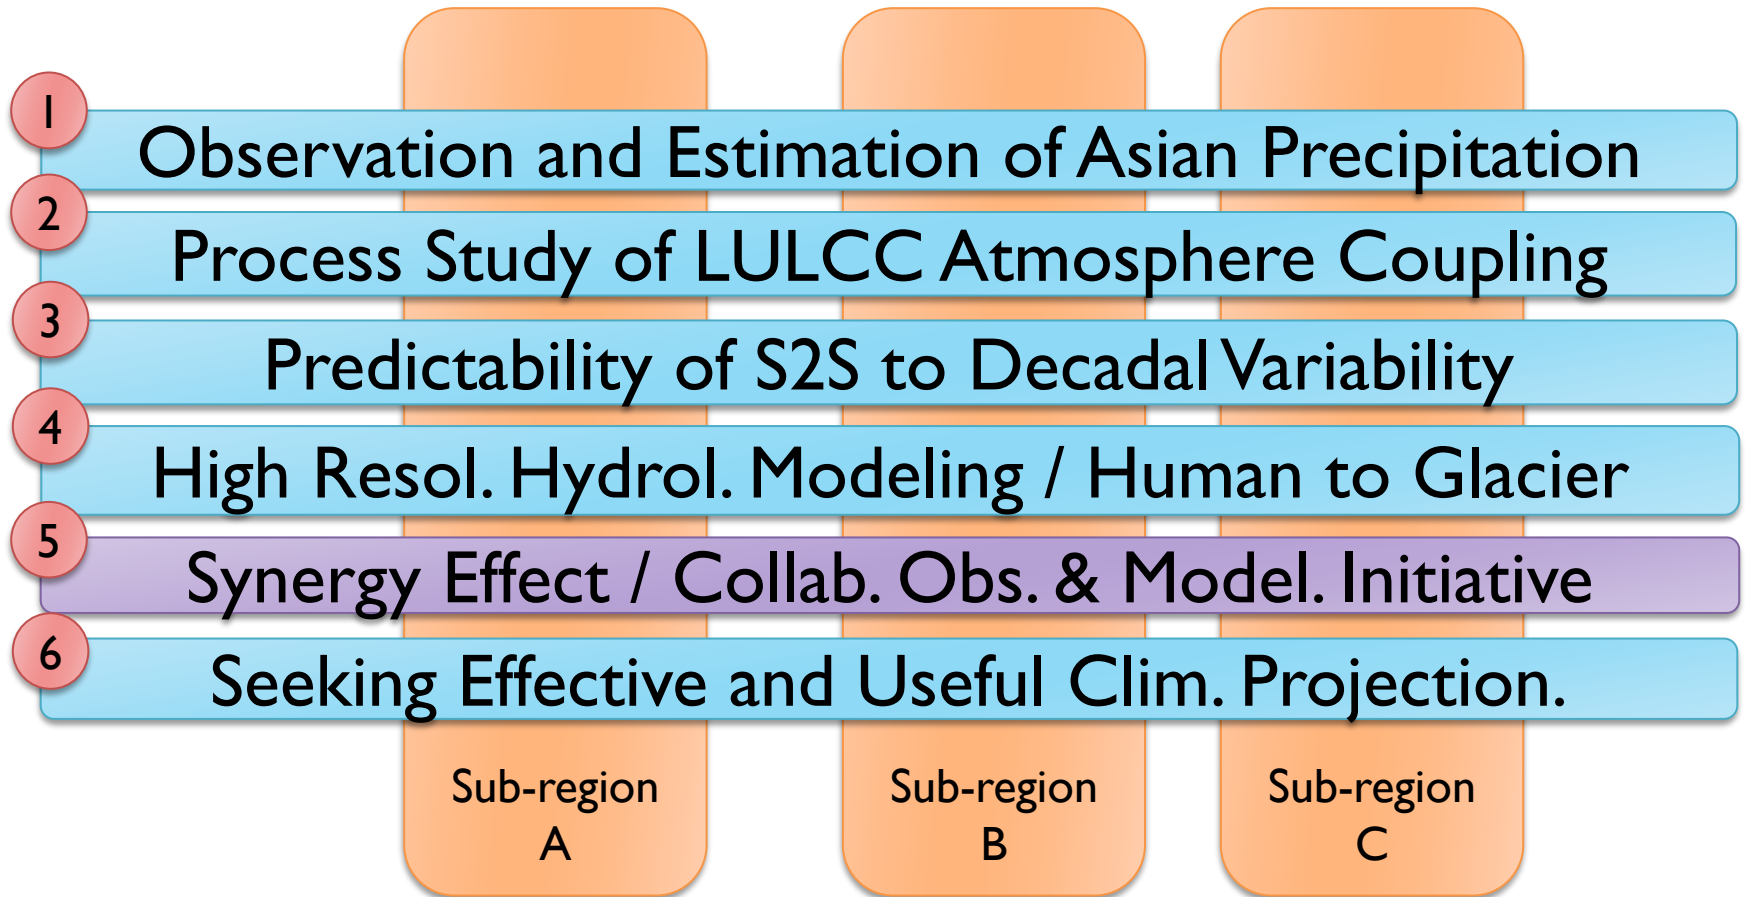 1
Observation and Estimation of Asian Precipitation
2
Process Study of LULCC Atmosphere Coupling
3
Predictability of S2S to Decadal Variability
4
High Resol. Hydrol. Modeling / Human to Glacier
5
Synergy Effect / Collab. Obs. & Model. Initiative
6
Seeking Effective and Useful Clim. Projection.
Sub-region
A
Sub-region
B
Sub-region
C